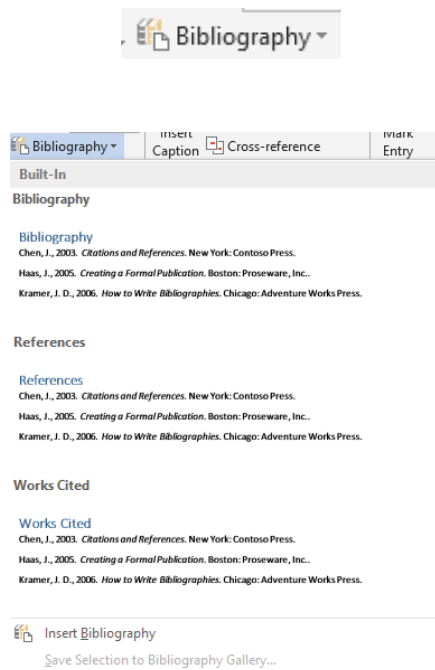 Bibliography
Insert Mark
Bibliography Caption Cross-reference Entry
Built-In
Bibliography
Bibliography
Chen, J., 2003. Citations and References. New York: Contoso Press.
Haas, J., 2005. Creating a Formal Publication. Boston: Proseware, Inc..
Kramer, J. D., 2006. How to Write Bibliographies. Chicago: Adventure Works Press.
References
References
Chen, J., 2003. Citations and References. New York: Contoso Press.
Haas, J., 2005. Creating a Formal Publication. Boston: Proseware, Inc..
Kramer, J. D., 2006. How to Write Bibliographies. Chicago: Adventure Works Press.
Works Cited
Works Cited
Chen, J., 2003. Citations and References. New York: Contoso Press.
Haas, J., 2005. Creating a Formal Publication. Boston: Proseware, Inc..
Kramer, J. D., 2006. How to Write Bibliographies. Chicago: Adventure Works Press.
Insert Bibliography
Save Selection to Bibliography Gallery...